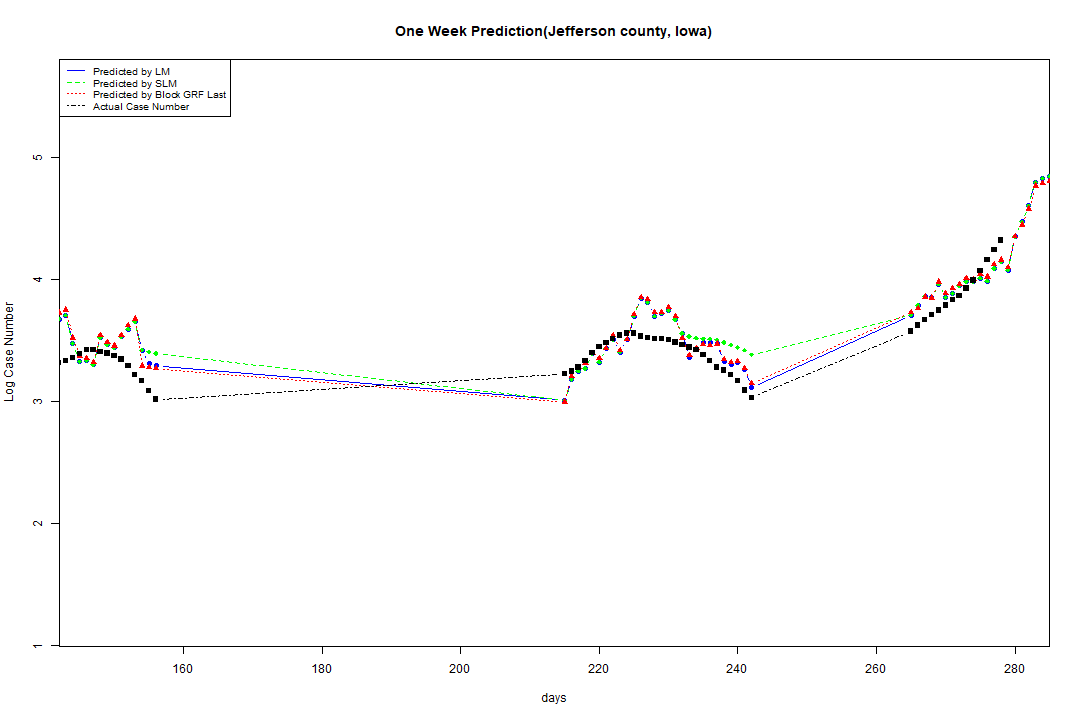 One Week Prediction(Jefferson county, Iowa)
Predicted by LM
Predicted by SLM
Predicted by Block GRF Last
Actual Case Number
5
4
3
2
1
Log Case Number
160 180 200 220 240 260 280
days